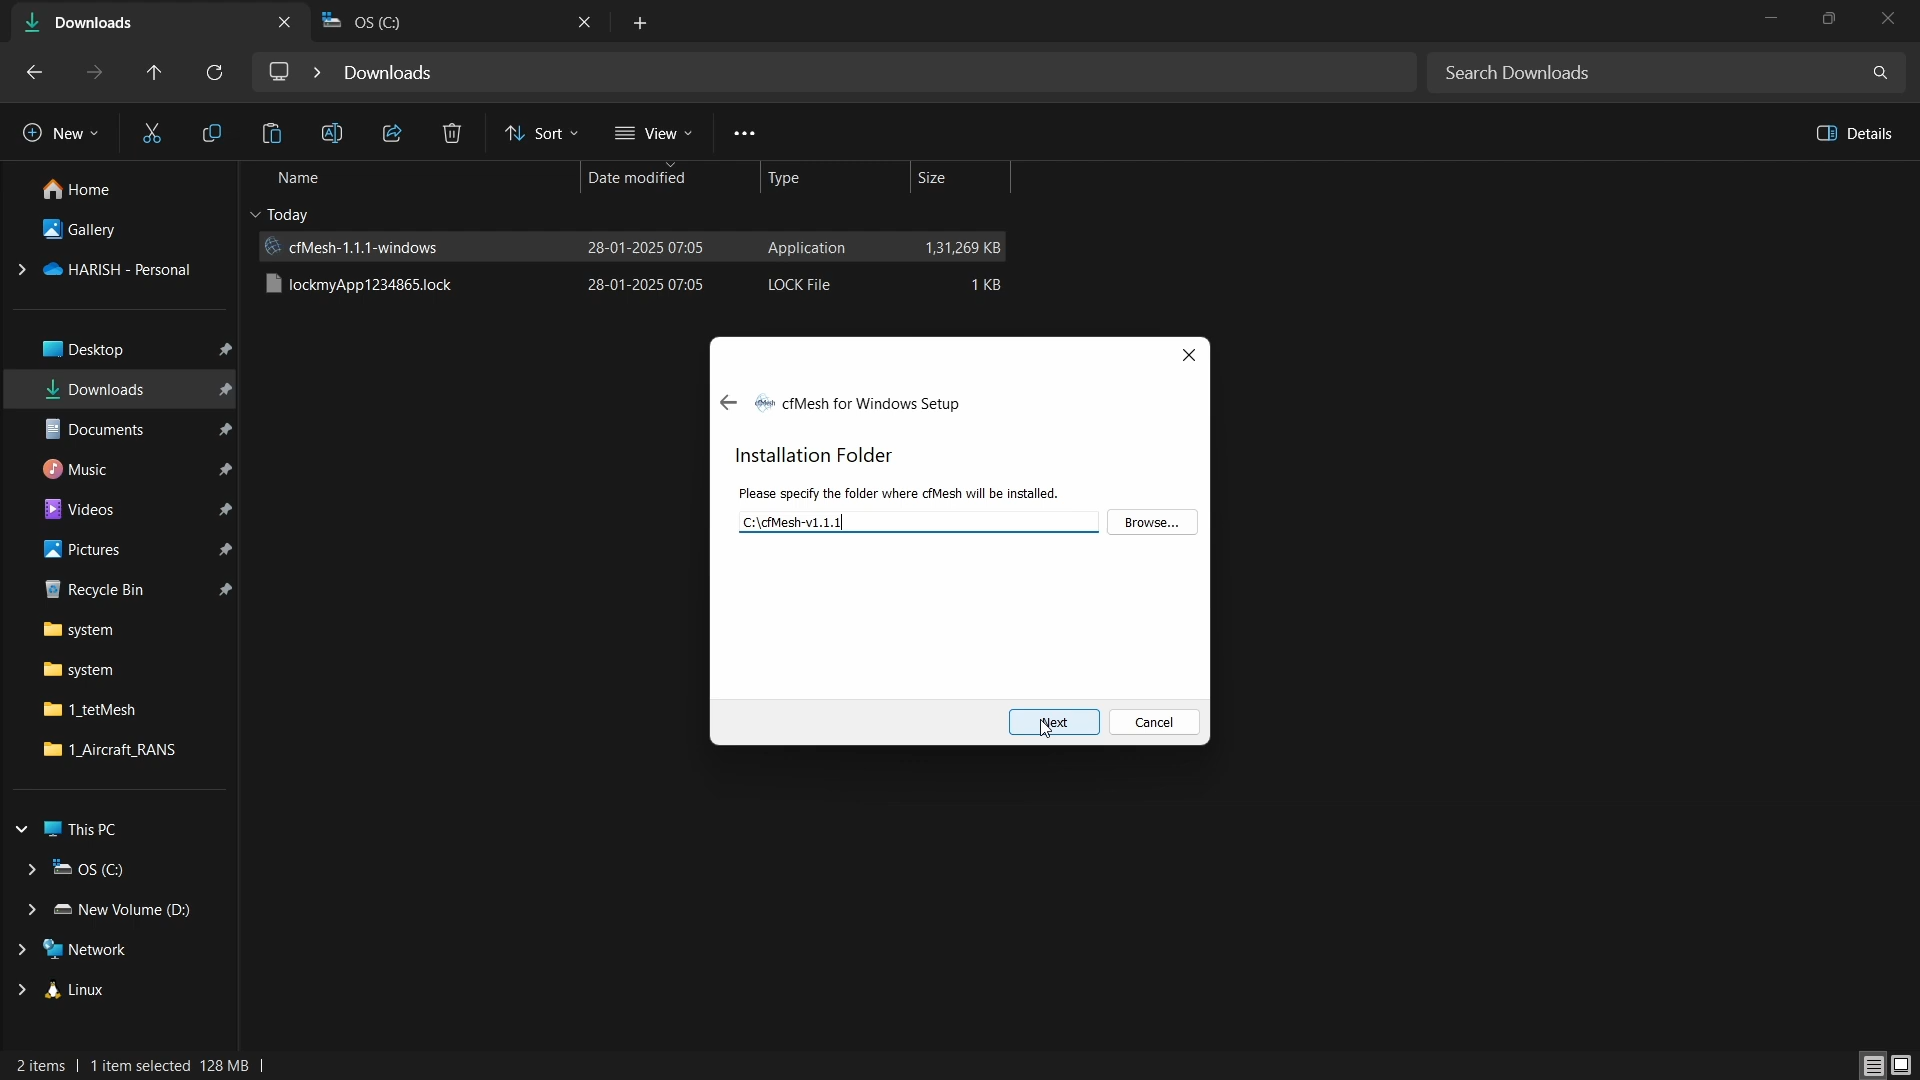 Downloads
OS (C:)
Downloads
Search Downloads
New
Sort
View
Details
Home
Gallery
HARISH - Personal
Desktop
Downloads
Documents
Music
Videos
Pictures
Recycle Bin
system
system
1_tetMesh
1_Aircraft_RANS
This PC
OS (C:)
New Volume (D:)
Network
Linux
Name Date modified Type Size
Today
cfMesh-1.1.1-windows 28-01-2025 07:05 Application 1,31,269 KB
lockmyApp1234865.lock 28-01-2025 07:05 LOCK File 1 KB
cfMesh for Windows Setup
Installation Folder
Please specify the folder where cfMesh will be installed.
C:\cfMesh-v1.1.1
Browse...
Next
Cancel
2 items 1 item selected 128 MB